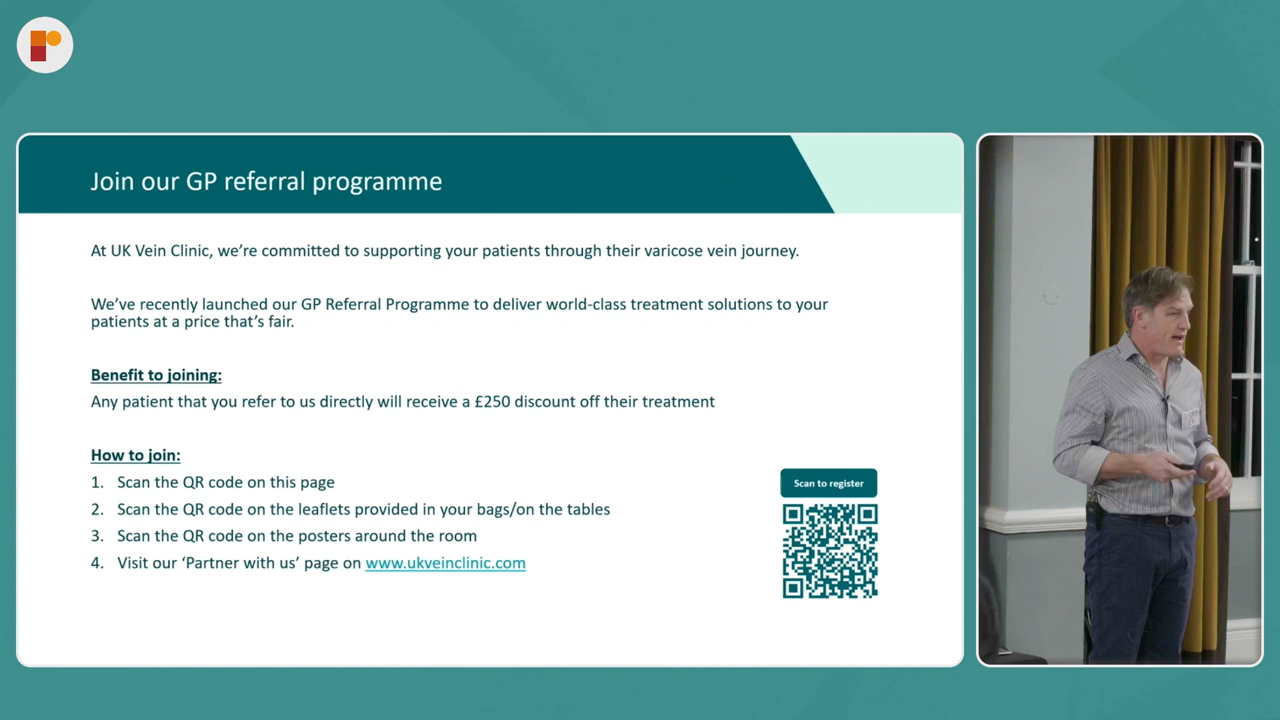 Join our GP referral programme
At UK Vein Clinic, we’re committed to supporting your patients through their varicose vein journey.
We’ve recently launched our GP Referral Programme to deliver world-class treatment solutions to your
patients at a price that’s fair.
Benefit to joining:
Any patient that you refer to us directly will receive a £250 discount off their treatment
How to join:
1. Scan the QR code on this page
2. Scan the QR code on the leaflets provided in your bags/on the tables
3. Scan the QR code on the posters around the room
4. Visit our ‘Partner with us’ page on www.ukveinclinic.com
Scan to register